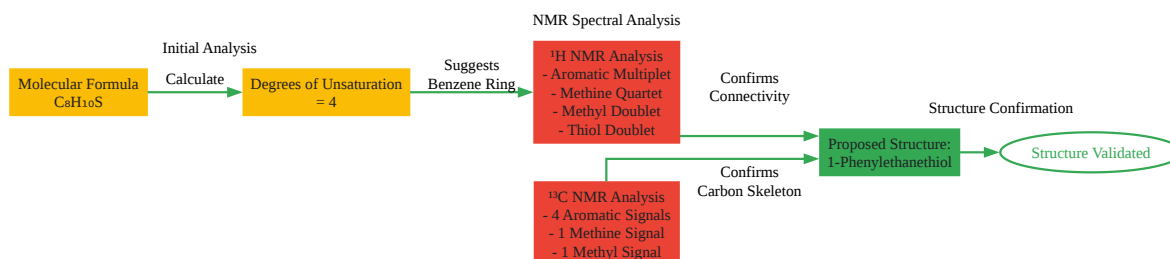 NMR Spectral Analysis
Initial Analysis
Molecular Formula
C₈H₁₀S
Calculate
Degrees of Unsaturation
= 4
Suggests
Benzene Ring
¹H NMR Analysis
- Aromatic Multiplet
- Methine Quartet
- Methyl Doublet
- Thiol Doublet
Confirms
Connectivity
Structure Confirmation
Proposed Structure:
1-Phenylethanethiol
Structure Validated
Confirms
Carbon Skeleton
¹³C NMR Analysis
- 4 Aromatic Signals
- 1 Methine Signal
- 1 Methyl Signal